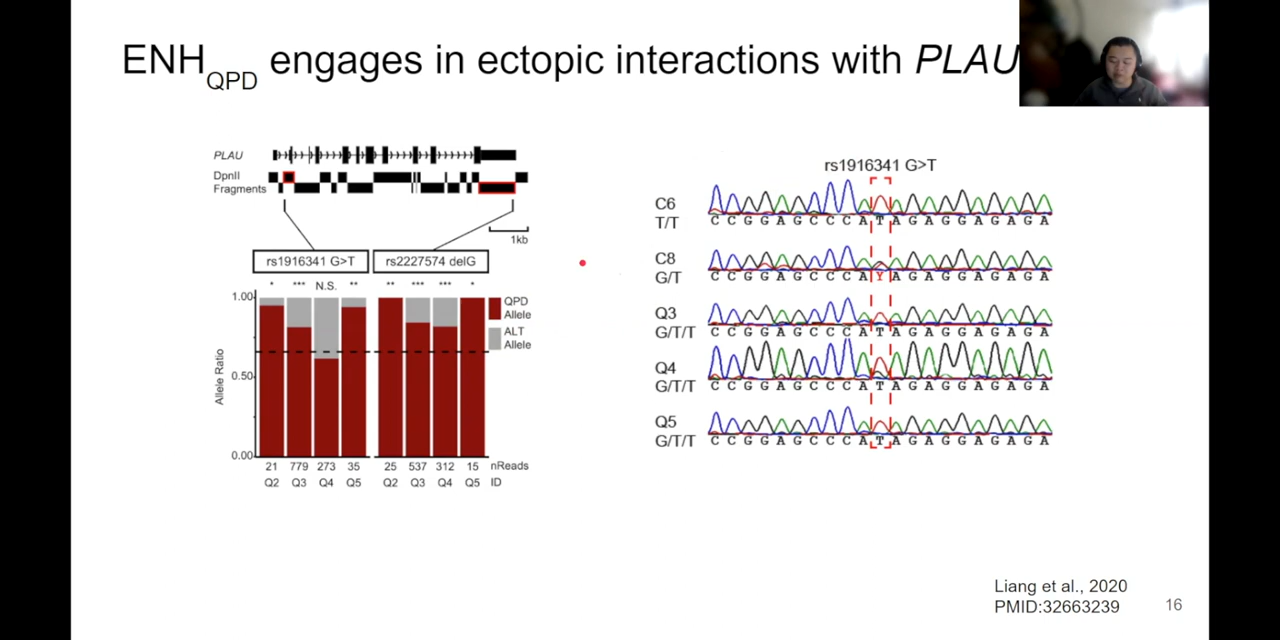 ENH QPD engages in ectopic interactions with PLAU
PLAU
DpnII
Fragments
1kb
rs1916341 G>T
rs2227574 delG
* *** N.S. ** ** *** *** *
1.00
0.50
0.00
Allele Ratio
QPD
Allele
ALT
Allele
21 779 273 35 25 537 312 15 nReads
Q2 Q3 Q4 Q5 Q2 Q3 Q4 Q5 ID
rs1916341 G>T
C6
T/T
C C G G A G C C C A T A G A G G A G A G A
C8
G/T
C C G G A G C C C A Y A G A G G A G A G A
Q3
G/T/T
C C G G A G C C C A T A G A G G A G A G A
Q4
G/T/T
C C G G A G C C C A T A G A G G A G A G A
Q5
G/T/T
C C G G A G C C C A T A G A G G A G A G A
Liang et al., 2020
PMID:32663239
16